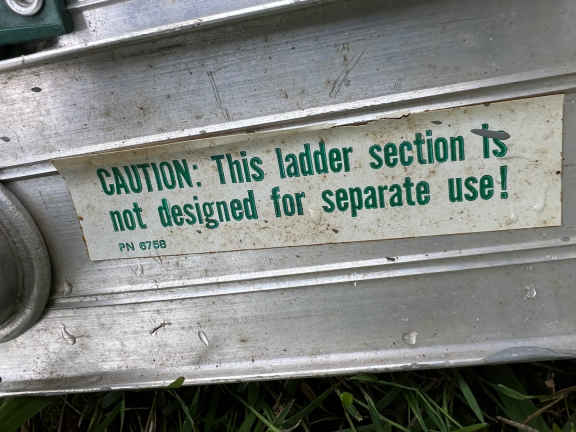 CAUTION: This ladder section is
not designed for separate use!
PN 6758